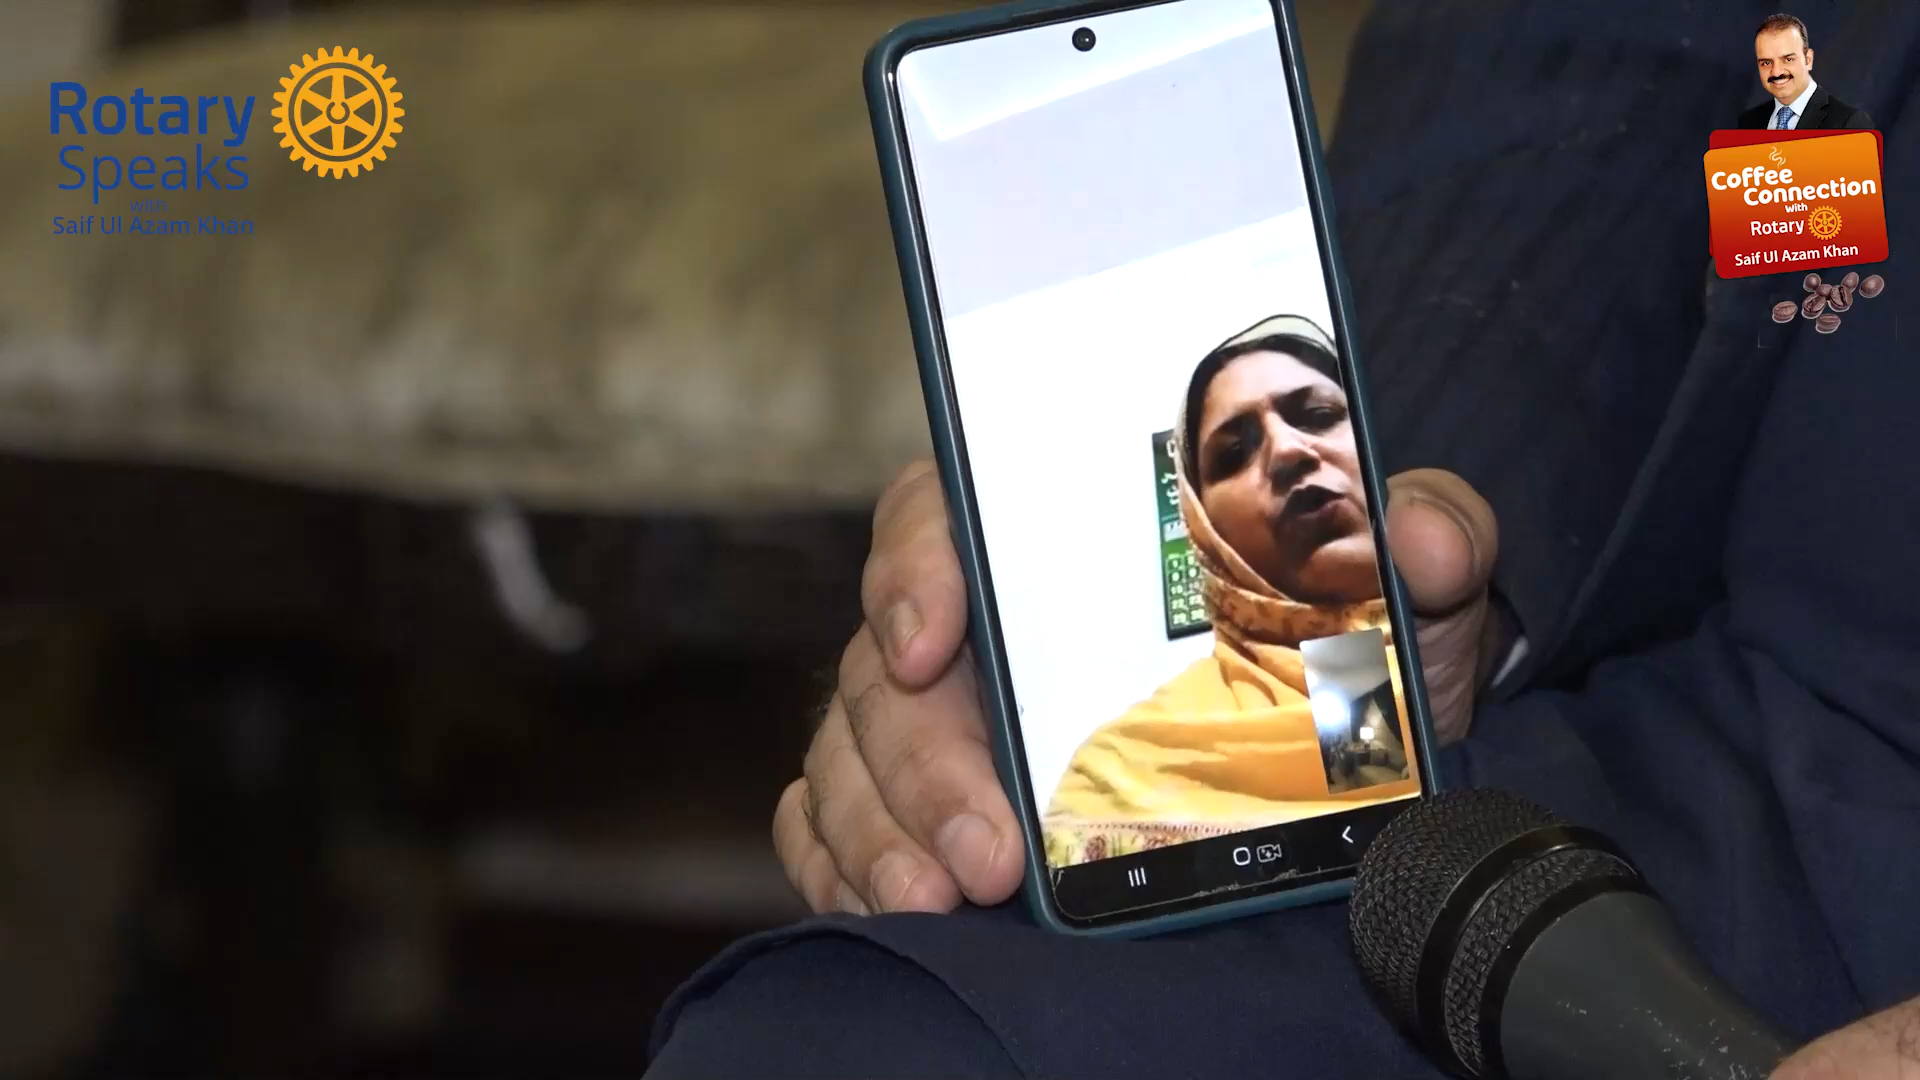 Rotary
Speaks
with
Saif Ul Azam Khan
Coffee
Connection
With
Rotary
Saif Ul Azam Khan